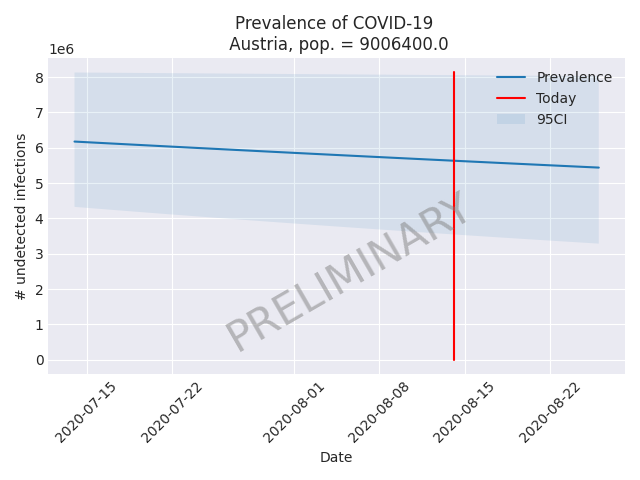 Prevalence of COVID-19
Austria, pop. = 9006400.0
1e6
8
7
6
5
4
3
2
1
0
# undetected infections
Prevalence
Today
95CI
PRELIMINARY
2020-07-15
2020-07-22
2020-08-01
2020-08-08
2020-08-15
2020-08-22
Date